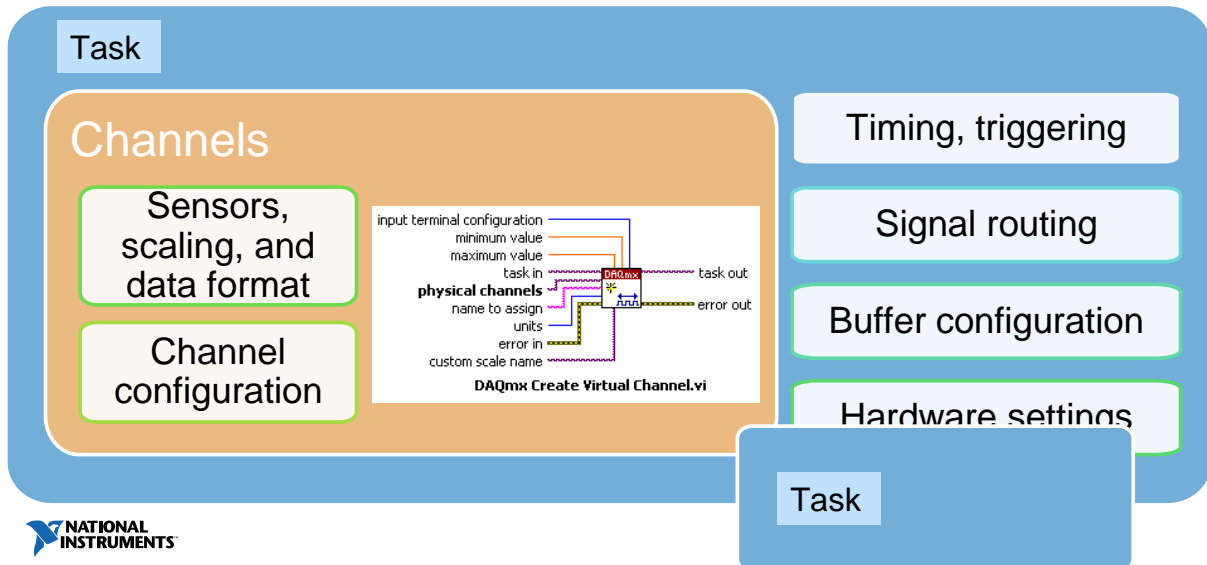 Task
Channels
Sensors,
scaling, and
data format
Channel
configuration
input terminal configuration
minimum value
maximum value
task in
physical channels
name to assign
units
error in
custom scale name
DAQmx
task out
error out
DAQmx Create Virtual Channel.vi
Timing, triggering
Signal routing
Buffer configuration
Hardware settings
Task
NATIONAL
INSTRUMENTS